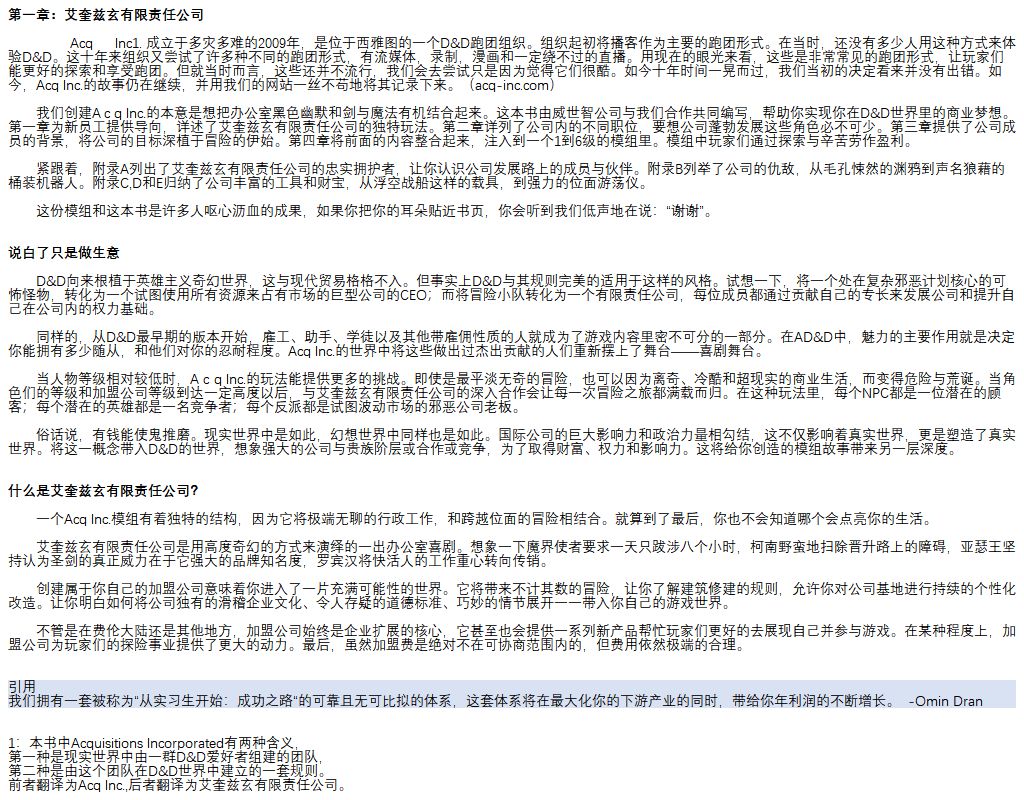 第一章：艾奎兹玄有限责任公司
Acq Inc1. 成立于多灾多难的2009年，是位于西雅图的一个D&D跑团组织。组织起初将播客作为主要的跑团形式。在当时，还没有多少人用这种方式来体
验D&D。这十年来组织又尝试了许多种不同的跑团形式，有流媒体，录制，漫画和一定绕不过的直播。用现在的眼光来看，这些是非常常见的跑团形式，让玩家们
能更好的探索和享受跑团。但就当时而言，这些还并不流行，我们会去尝试只是因为觉得它们很酷。如今十年时间一晃而过，我们当初的决定看来并没有出错。如
今，Acq Inc.的故事仍在继续，并用我们的网站一丝不苟地将其记录下来。（acq-inc.com）
我们创建A c q Inc.的本意是想把办公室黑色幽默和剑与魔法有机结合起来。这本书由威世智公司与我们合作共同编写，帮助你实现你在D&D世界里的商业梦想。
第一章为新员工提供导向，详述了艾奎兹玄有限责任公司的独特玩法。第二章详列了公司内的不同职位，要想公司蓬勃发展这些角色必不可少。第三章提供了公司成
员的背景，将公司的目标深植于冒险的伊始。第四章将前面的内容整合起来，注入到一个1到6级的模组里。模组中玩家们通过探索与辛苦劳作盈利。
紧跟着，附录A列出了艾奎兹玄有限责任公司的忠实拥护者，让你认识公司发展路上的成员与伙伴。附录B列举了公司的仇敌，从毛孔悚然的渊鸦到声名狼藉的
桶装机器人。附录C,D和E归纳了公司丰富的工具和财宝，从浮空战船这样的载具，到强力的位面游荡仪。
这份模组和这本书是许多人呕心沥血的成果，如果你把你的耳朵贴近书页，你会听到我们低声地在说：“谢谢”。
说白了只是做生意
D&D向来根植于英雄主义奇幻世界，这与现代贸易格格不入。但事实上D&D与其规则完美的适用于这样的风格。试想一下，将一个处在复杂邪恶计划核心的可
怖怪物，转化为一个试图使用所有资源来占有市场的巨型公司的CEO；而将冒险小队转化为一个有限责任公司，每位成员都通过贡献自己的专长来发展公司和提升自
己在公司内的权力基础。
同样的，从D&D最早期的版本开始，雇工、助手、学徒以及其他带雇佣性质的人就成为了游戏内容里密不可分的一部分。在AD&D中，魅力的主要作用就是决定
你能拥有多少随从，和他们对你的忍耐程度。Acq Inc.的世界中将这些做出过杰出贡献的人们重新摆上了舞台——喜剧舞台。
当人物等级相对较低时，A c q Inc.的玩法能提供更多的挑战。即使是最平淡无奇的冒险，也可以因为离奇、冷酷和超现实的商业生活，而变得危险与荒诞。当角
色们的等级和加盟公司等级到达一定高度以后，与艾奎兹玄有限责任公司的深入合作会让每一次冒险之旅都满载而归。在这种玩法里，每个NPC都是一位潜在的顾
客；每个潜在的英雄都是一名竞争者；每个反派都是试图波动市场的邪恶公司老板。
俗话说，有钱能使鬼推磨。现实世界中是如此，幻想世界中同样也是如此。国际公司的巨大影响力和政治力量相勾结，这不仅影响着真实世界，更是塑造了真实
世界。将这一概念带入D&D的世界，想象强大的公司与贵族阶层或合作或竞争，为了取得财富、权力和影响力。这将给你创造的模组故事带来另一层深度。
什么是艾奎兹玄有限责任公司?
一个Acq Inc.模组有着独特的结构，因为它将极端无聊的行政工作，和跨越位面的冒险相结合。就算到了最后，你也不会知道哪个会点亮你的生活。
艾奎兹玄有限责任公司是用高度奇幻的方式来演绎的一出办公室喜剧。想象一下魔界使者要求一天只跋涉八个小时，柯南野蛮地扫除晋升路上的障碍，亚瑟王坚
持认为圣剑的真正威力在于它强大的品牌知名度，罗宾汉将快活人的工作重心转向传销。
创建属于你自己的加盟公司意味着你进入了一片充满可能性的世界。它将带来不计其数的冒险，让你了解建筑修建的规则，允许你对公司基地进行持续的个性化
改造。让你明白如何将公司独有的滑稽企业文化、令人存疑的道德标准、巧妙的情节展开一一带入你自己的游戏世界。
不管是在费伦大陆还是其他地方，加盟公司始终是企业扩展的核心，它甚至也会提供一系列新产品帮忙玩家们更好的去展现自己并参与游戏。在某种程度上，加
盟公司为玩家们的探险事业提供了更大的动力。最后，虽然加盟费是绝对不在可协商范围内的，但费用依然极端的合理。
引用
我们拥有一套被称为“从实习生开始：成功之路”的可靠且无可比拟的体系，这套体系将在最大化你的下游产业的同时，带给你年利润的不断增长。 -Omin Dran
1：本书中Acquisitions Incorporated有两种含义，
第一种是现实世界中由一群D&D爱好者组建的团队，
第二种是由这个团队在D&D世界中建立的一套规则。
前者翻译为Acq Inc.,后者翻译为艾奎兹玄有限责任公司。